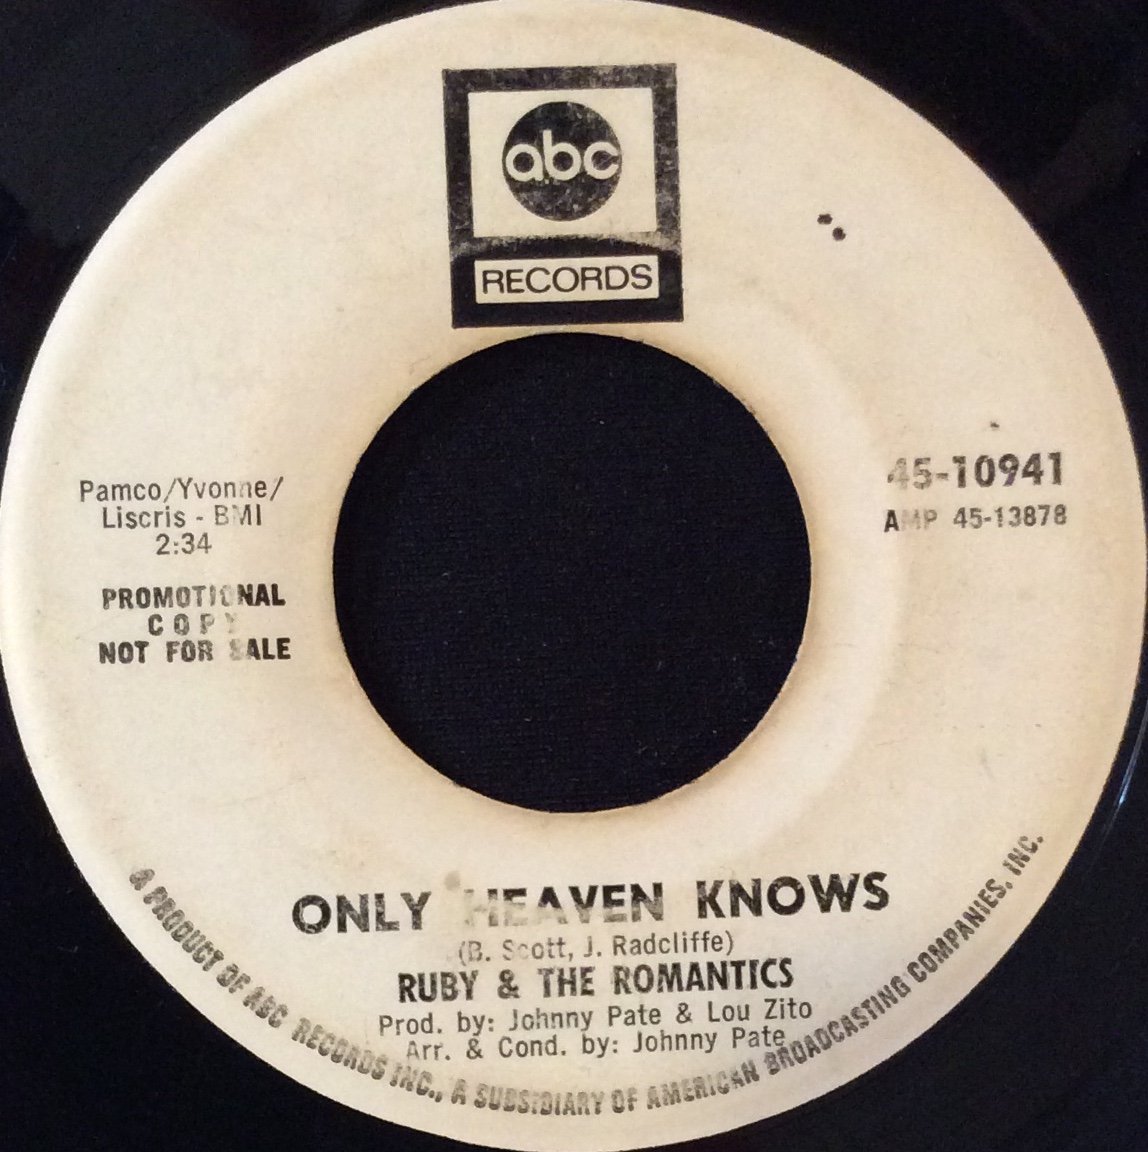 abc
RECORDS
Pamco/Yvonne/
Liscris - BMI
2:34
PROMOTIONAL
COPY
NOT FOR SALE
45-10941
AMP 45-13878
ONLY HEAVEN KNOWS
(B. Scott, J. Radcliffe)
RUBY & THE ROMANTICS
Prod. by: Johnny Pate & Lou Zito
Arr. & Cond. by: Johnny Pate
A PRODUCT OF ABC RECORDS INC., A SUBSIDIARY OF AMERICAN BROADCASTING COMPANIES, INC.